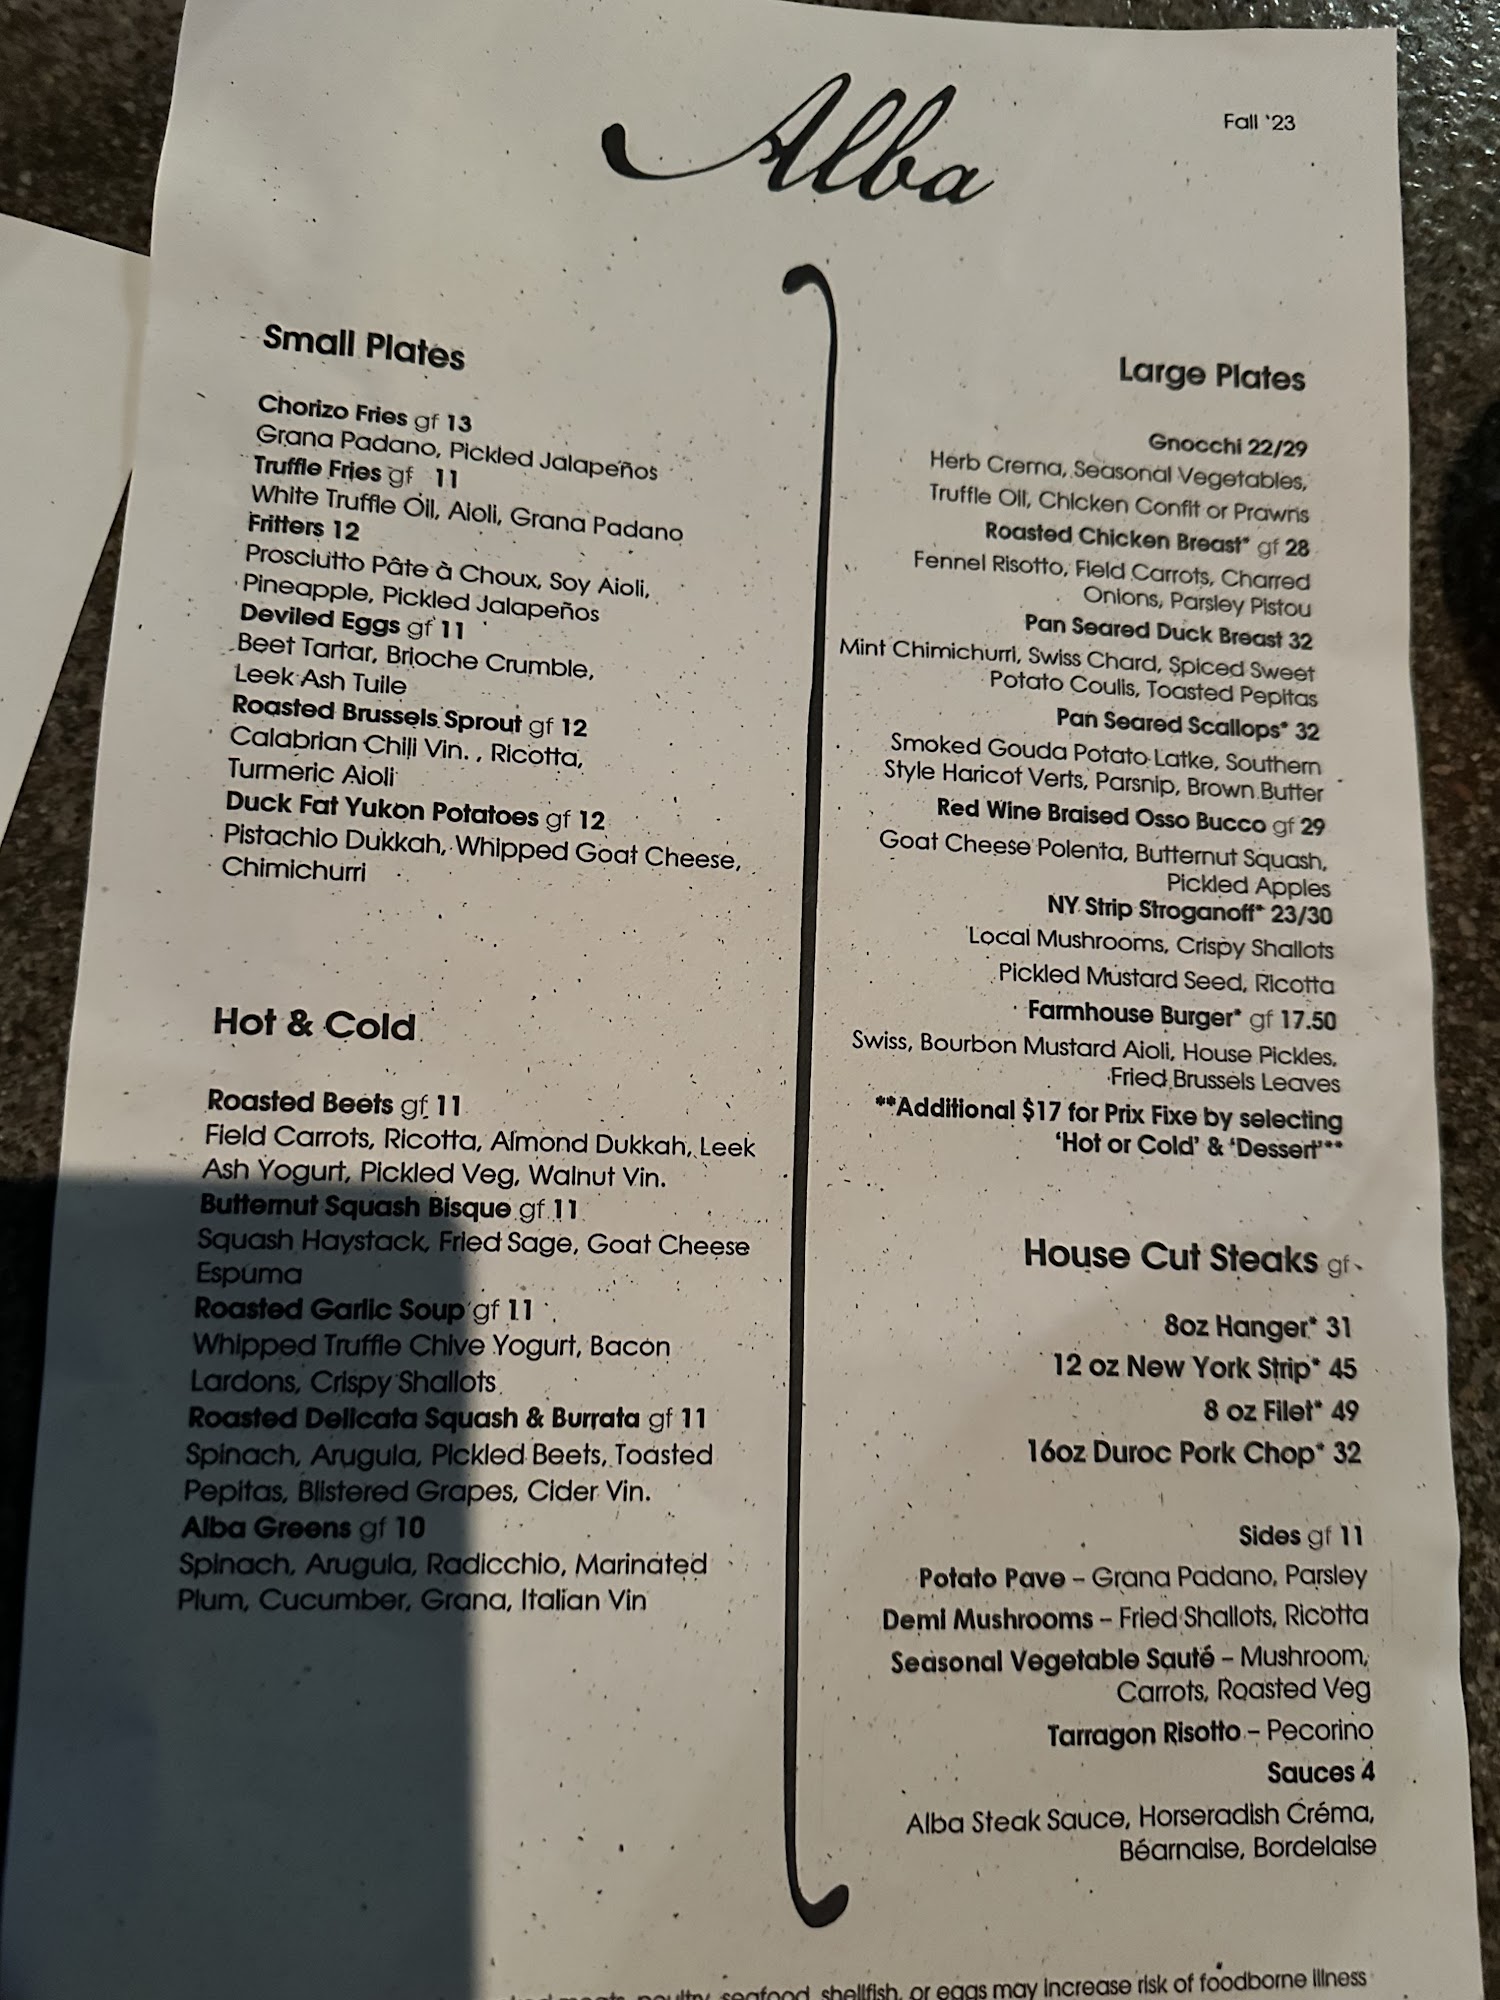 Alba
Fall '23
Small Plates
Chorizo Fries gf 13
Grana Padano, Pickled Jalapeños
Truffle Fries gf 11
White Truffle Oil, Aioli, Grana Padano
Fritters 12
Prosciutto Pâte à Choux, Soy Aioli,
Pineapple, Pickled Jalapeños
Deviled Eggs gf 11
Beet Tartar, Brioche Crumble,
Leek Ash Tuile
Roasted Brussels Sprout gf 12
Calabrian Chili Vin. , Ricotta,
Turmeric Aioli
Duck Fat Yukon Potatoes gf 12
Pistachio Dukkah, Whipped Goat Cheese,
Chimichurri
Hot & Cold
Roasted Beets gf 11
Field Carrots, Ricotta, Almond Dukkah, Leek
Ash Yogurt, Pickled Veg, Walnut Vin.
Butternut Squash Bisque gf 11
Squash Haystack, Fried Sage, Goat Cheese
Espuma
Roasted Garlic Soup gf 11
Whipped Truffle Chive Yogurt, Bacon
Lardons, Crispy Shallots
Roasted Delicata Squash & Burrata gf 11
Spinach, Arugula, Pickled Beets, Toasted
Pepitas, Blistered Grapes, Cider Vin.
Alba Greens gf 10
Spinach, Arugula, Radicchio, Marinated
Plum, Cucumber, Grana, Italian Vin
Large Plates
Gnocchi 22/29
Herb Crema, Seasonal Vegetables,
Truffle Oil, Chicken Confit or Prawns
Roasted Chicken Breast* gf 28
Fennel Risotto, Field Carrots, Charred
Onions, Parsley Pistou
Pan Seared Duck Breast 32
Mint Chimichurri, Swiss Chard, Spiced Sweet
Potato Coulis, Toasted Pepitas
Pan Seared Scallops* 32
Smoked Gouda Potato Latke, Southern
Style Haricot Verts, Parsnip, Brown Butter
Red Wine Braised Osso Bucco gf 29
Goat Cheese Polenta, Butternut Squash,
Pickled Apples
NY Strip Stroganoff* 23/30
Local Mushrooms, Crispy Shallots
Pickled Mustard Seed, Ricotta
Farmhouse Burger* gf 17.50
Swiss, Bourbon Mustard Aioli, House Pickles,
Fried Brussels Leaves
**Additional $17 for Prix Fixe by selecting
'Hot or Cold' & 'Dessert'**
House Cut Steaks gf
8oz Hanger* 31
12 oz New York Strip* 45
8 oz Filet* 49
16oz Duroc Pork Chop* 32
Sides gf 11
Potato Pave – Grana Padano, Parsley
Demi Mushrooms – Fried Shallots, Ricotta
Seasonal Vegetable Sauté – Mushroom,
Carrots, Roasted Veg
Tarragon Risotto – Pecorino
Sauces 4
Alba Steak Sauce, Horseradish Créma,
Béarnaise, Bordelaise
meats, poultry, seafood, shellfish, or eggs may increase risk of foodborne illness